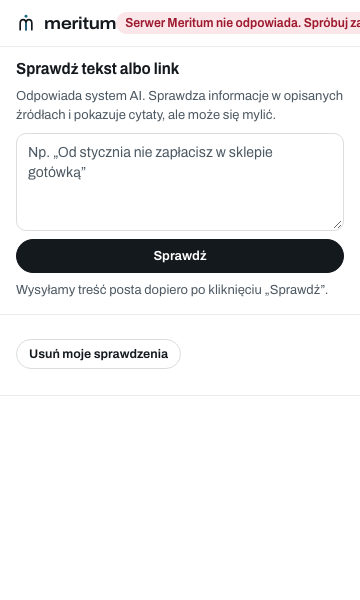 meritum
Serwer Meritum nie odpowiada. Spróbuj
Sprawdź tekst albo link
Odpowiada system AI. Sprawdza informacje w opisanych
źródłach i pokazuje cytaty, ale może się mylić.
Np. „Od stycznia nie zapłacisz w sklepie
gotówką”
Sprawdź
Wysyłamy treść posta dopiero po kliknięciu „Sprawdź”.
Usuń moje sprawdzenia